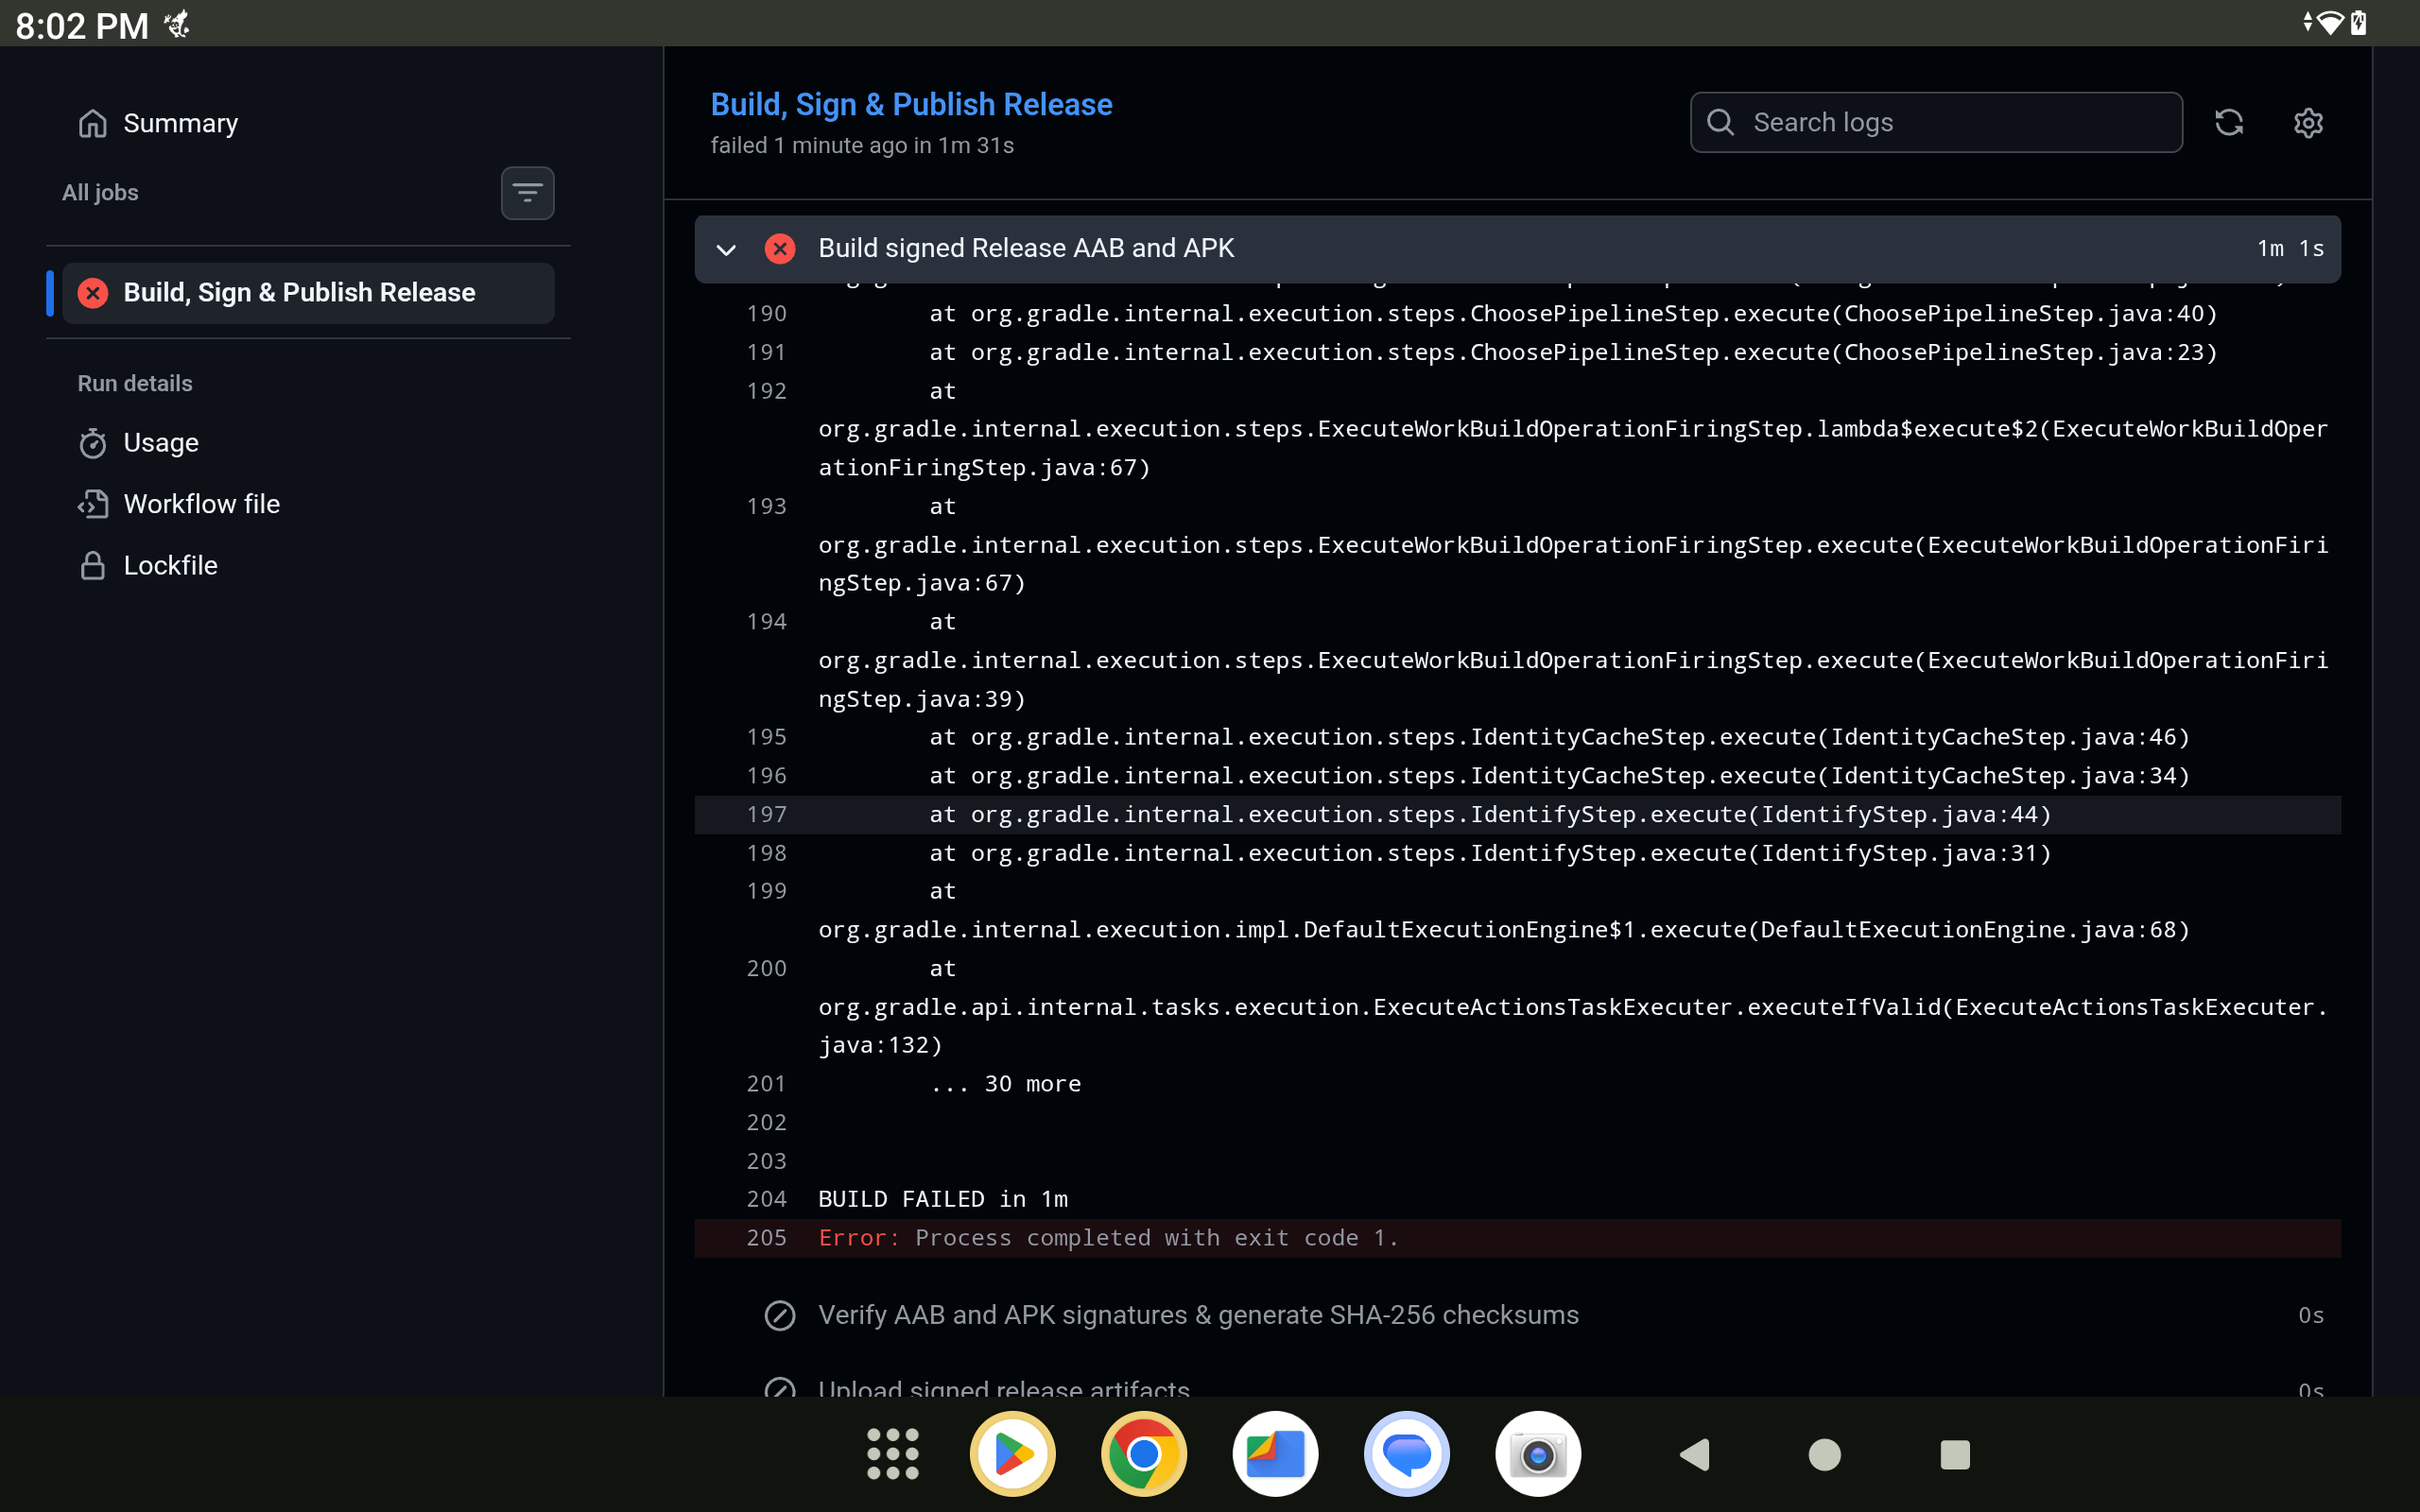 8:02 PM
Summary
All jobs
Build, Sign & Publish Release
Run details
Usage
Workflow file
Lockfile
Build, Sign & Publish Release
failed 1 minute ago in 1m 31s
Search logs
Build signed Release AAB and APK
1m 1s
190 at org.gradle.internal.execution.steps.ChoosePipelineStep.execute(ChoosePipelineStep.java:40)
191 at org.gradle.internal.execution.steps.ChoosePipelineStep.execute(ChoosePipelineStep.java:23)
192 at
org.gradle.internal.execution.steps.ExecuteWorkBuildOperationFiringStep.lambda$execute$2(ExecuteWorkBuildOper
ationFiringStep.java:67)
193 at
org.gradle.internal.execution.steps.ExecuteWorkBuildOperationFiringStep.execute(ExecuteWorkBuildOperationFiri
ngStep.java:67)
194 at
org.gradle.internal.execution.steps.ExecuteWorkBuildOperationFiringStep.execute(ExecuteWorkBuildOperationFiri
ngStep.java:39)
195 at org.gradle.internal.execution.steps.IdentityCacheStep.execute(IdentityCacheStep.java:46)
196 at org.gradle.internal.execution.steps.IdentityCacheStep.execute(IdentityCacheStep.java:34)
197 at org.gradle.internal.execution.steps.IdentifyStep.execute(IdentifyStep.java:44)
198 at org.gradle.internal.execution.steps.IdentifyStep.execute(IdentifyStep.java:31)
199 at
org.gradle.internal.execution.impl.DefaultExecutionEngine$1.execute(DefaultExecutionEngine.java:68)
200 at
org.gradle.api.internal.tasks.execution.ExecuteActionsTaskExecuter.executeIfValid(ExecuteActionsTaskExecuter.
java:132)
201 ... 30 more
202
203
204 BUILD FAILED in 1m
205 Error: Process completed with exit code 1.
Verify AAB and APK signatures & generate SHA-256 checksums
0s
Upload signed release artifacts
0s